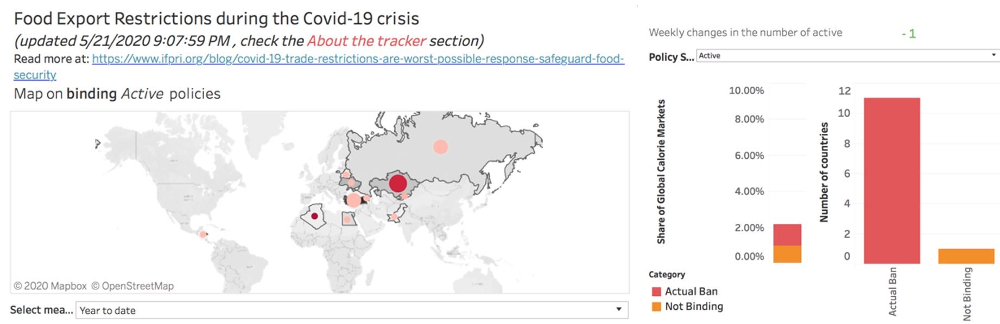 Food Export Restrictions during the Covid-19 crisis
(updated 5/21/2020 9:07:59 PM , check the About the tracker section)
Read more at: https://www.ifpri.org/blog/covid-19-trade-restrictions-are-worst-possible-response-safeguard-food-
security
Map on binding Active policies
© 2020 Mapbox © OpenStreetMap
Select mea... Year to date
Weekly changes in the number of active
- 1
Policy S... Active
Share of Global Calorie Markets
10.00%
8.00%
6.00%
4.00%
2.00%
0.00%
Number of countries
12
10
8
6
4
2
0
Actual Ban
Not Binding
Category
Actual Ban
Not Binding